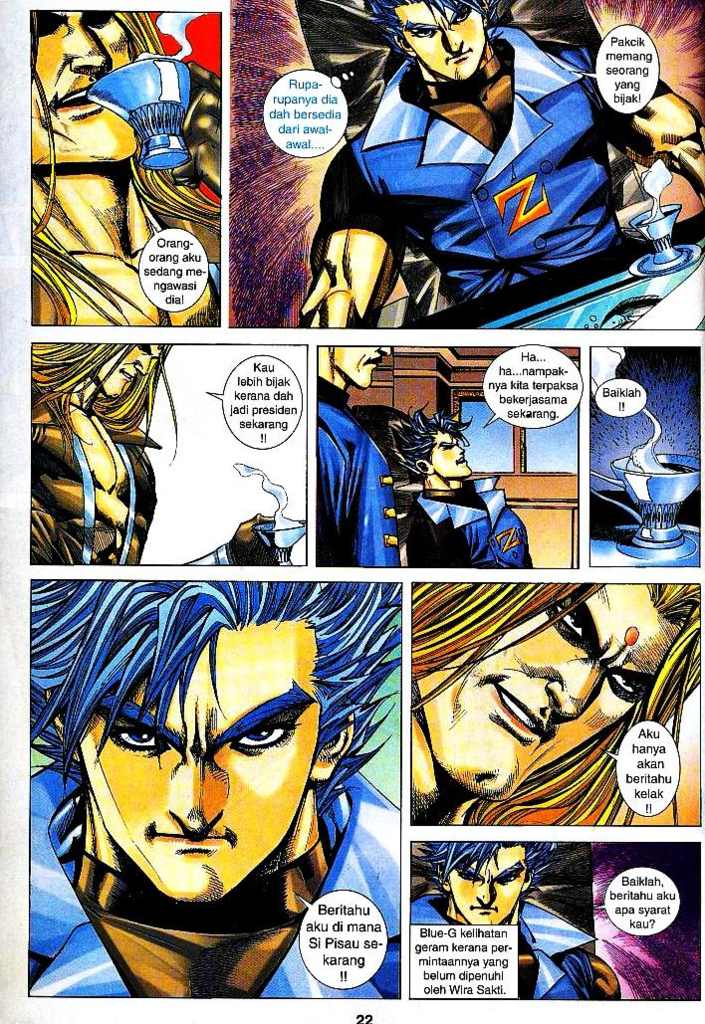 Orang-
orang aku
sedang me-
ngawasi
dia!
Rupa-
rupanya dia
dah bersedia
dari awal-
awal....
Pakcik
memang
seorang
yang
bijak!
Z
Kau
lebih bijak
kerana dah
jadi presiden
sekarang
!!
Ha...
ha...nampak-
nya kita terpaksa
bekerjasama
sekarang.
Z
Baiklah
!!
Beritahu
aku di mana
Si Pisau se-
karang
!!
Aku
hanya
akan
beritahu
kelak
!!
Blue-G kelihatan
geram kerana per-
mintaannya yang
belum dipenuhi
oleh Wira Sakti.
Baiklah,
beritahu aku
apa syarat
kau?
22